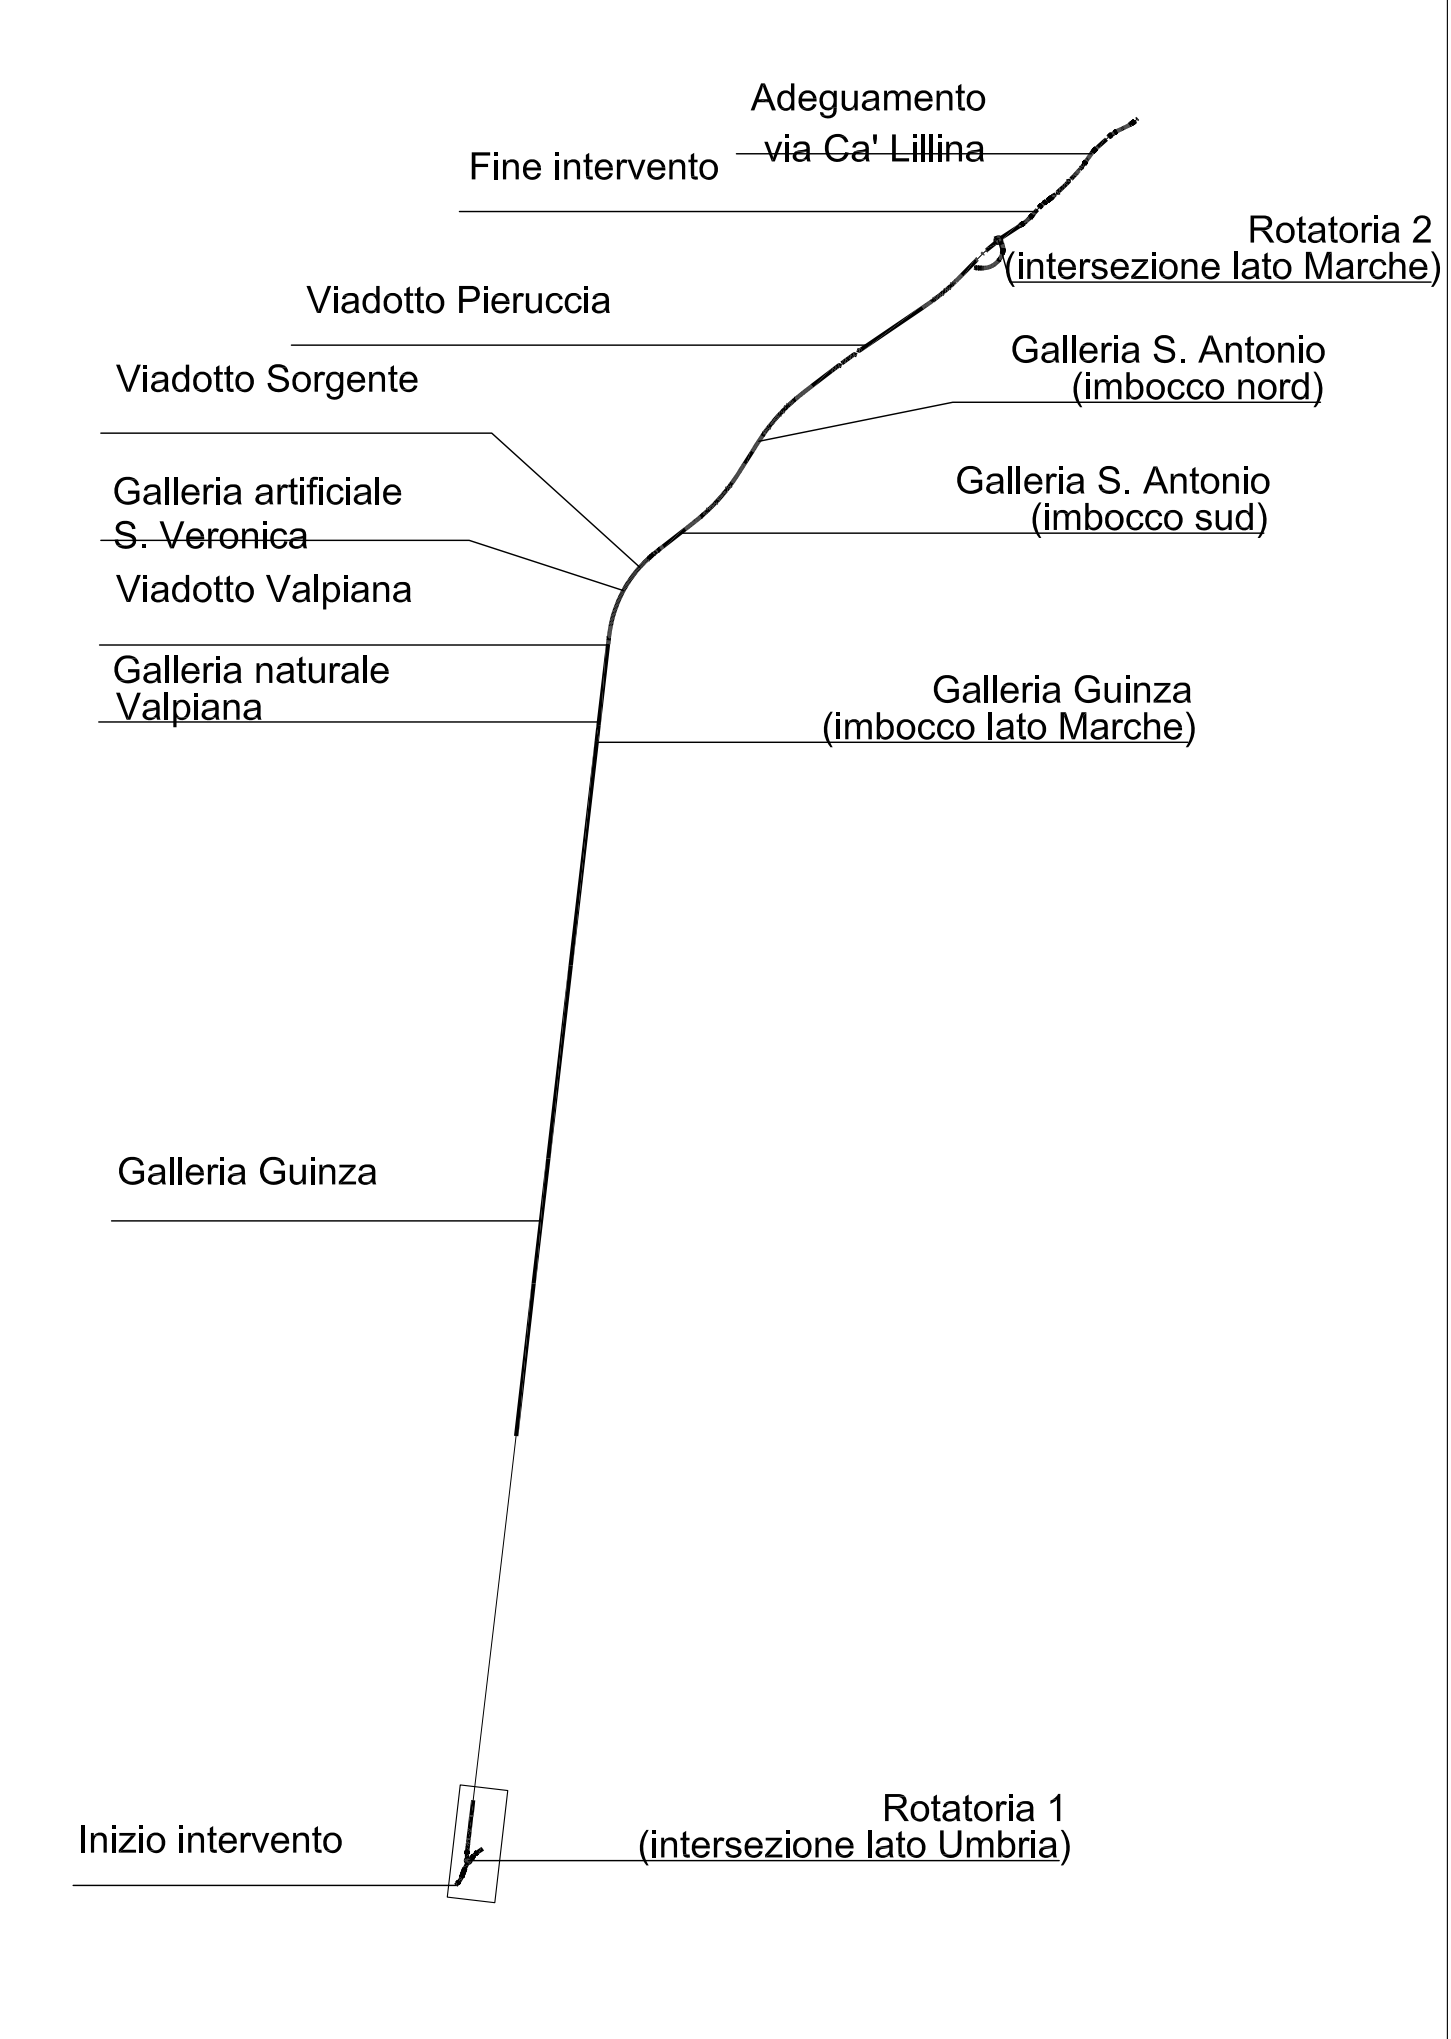 Adeguamento
via Ca' Lillina
Fine intervento
Rotatoria 2
(intersezione lato Marche)
Viadotto Pieruccia
Galleria S. Antonio
(imbocco nord)
Viadotto Sorgente
Galleria S. Antonio
(imbocco sud)
Galleria artificiale
S. Veronica
Viadotto Valpiana
Galleria naturale
Valpiana
Galleria Guinza
(imbocco lato Marche)
Galleria Guinza
Rotatoria 1
(intersezione lato Umbria)
Inizio intervento